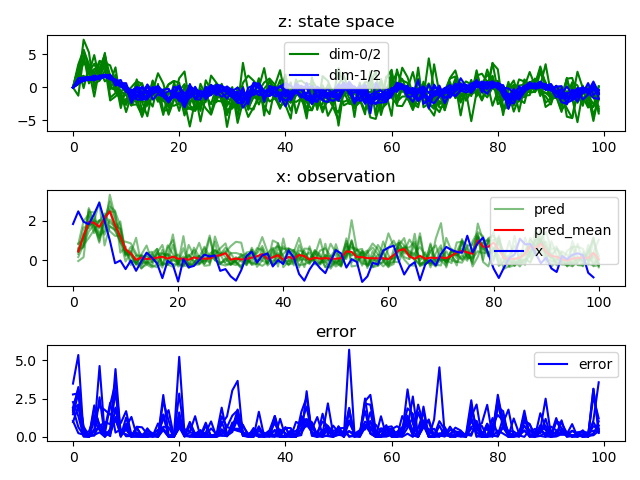 z: state space
5
0
−5
dim-0/2
dim-1/2
0 20 40 60 80 100
x: observation
2
0
pred
pred_mean
x
0 20 40 60 80 100
error
5.0
2.5
0.0
error
0 20 40 60 80 100